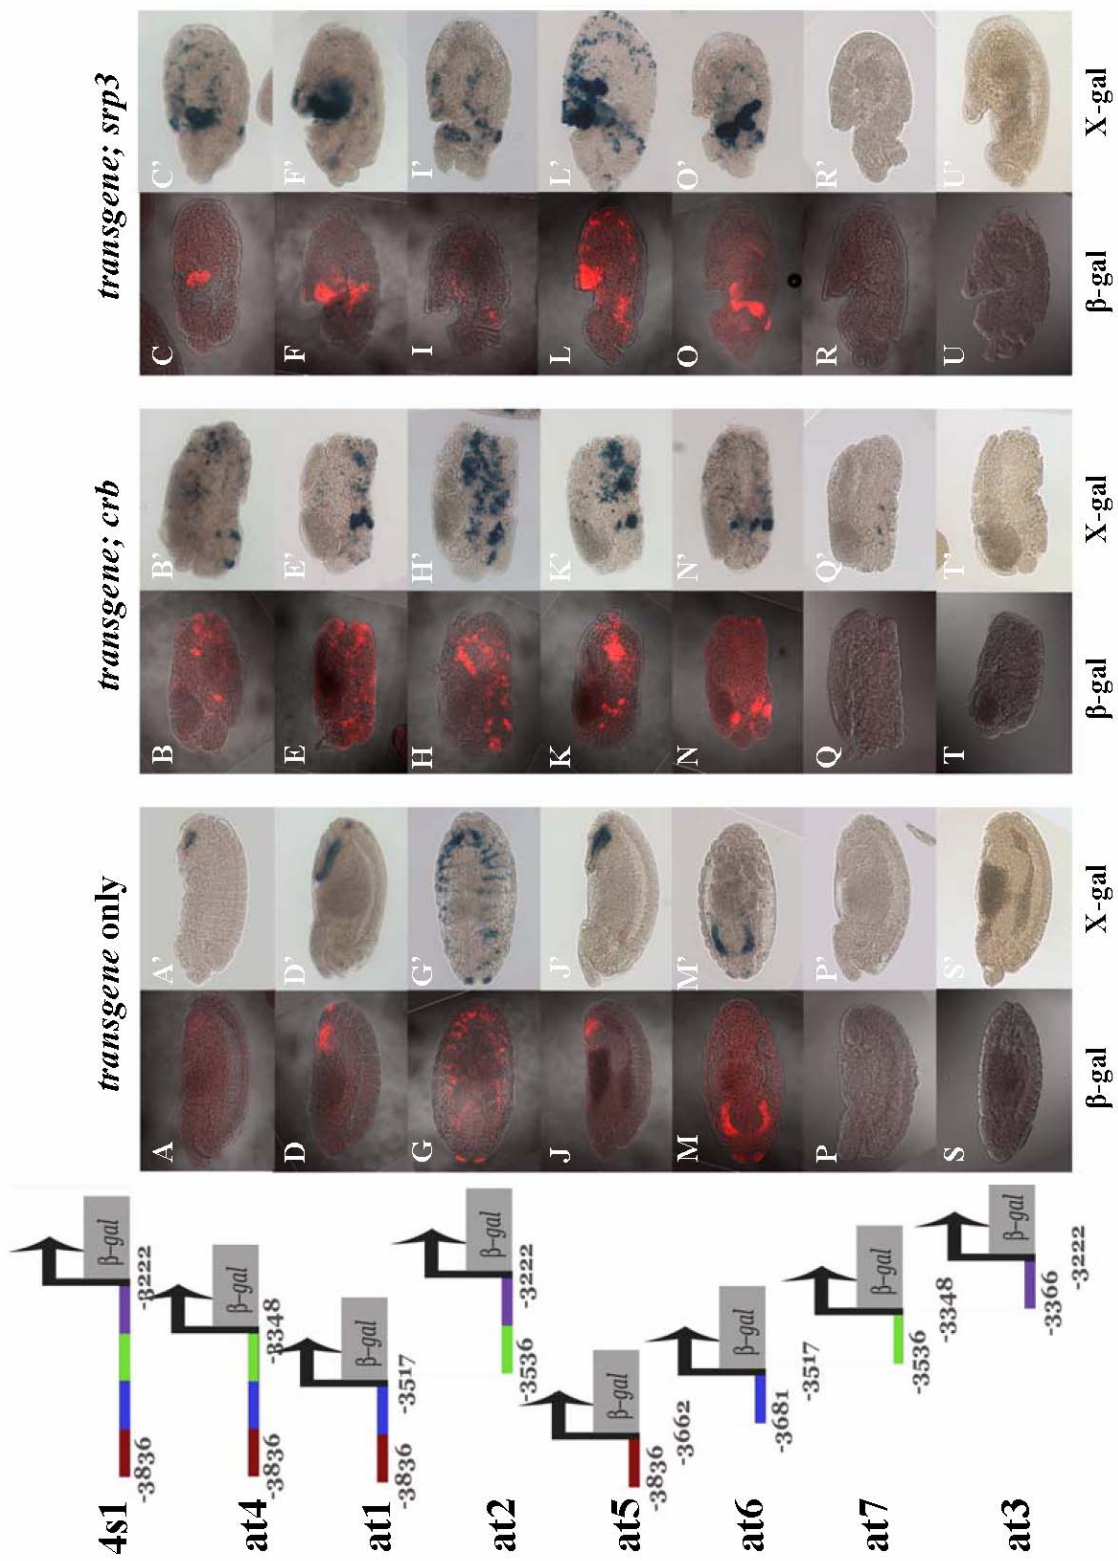 transgene only
transgene; crb
transgene; srp3
4s1
-3836
-3222
β-gal
A A' B B' C C'
at4
-3836
-3348
β-gal
D D' E E' F F'
at1
-3836
-3517
β-gal
G G' H H' I I'
at2
-3536
-3222
β-gal
J J' K K' L L'
at5
-3836
-3662
β-gal
M M' N N' O O'
at6
-3681
-3517
β-gal
P P' Q Q' R R'
at7
-3536
-3348
β-gal
S S' T T' U U'
at3
-3366
-3222
β-gal
β-gal X-gal β-gal X-gal β-gal X-gal